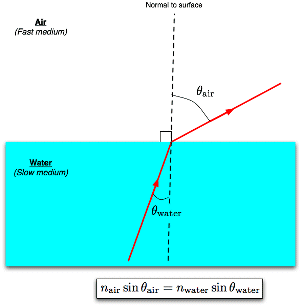 Normal to surface
Air
(Fast medium)
θair
Water
(Slow medium)
θwater
nair sin θair = nwater sin θwater